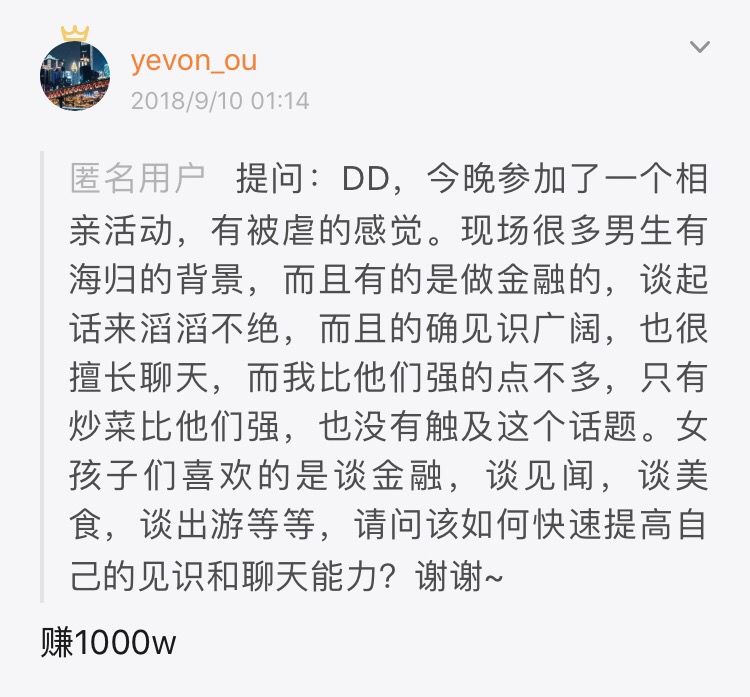 yevon_ou
2018/9/10 01:14
匿名用户 提问：DD，今晚参加了一个相
亲活动，有被虐的感觉。现场很多男生有
海归的背景，而且有的是做金融的，谈起
话来滔滔不绝，而且的确见识广阔，也很
擅长聊天，而我比他们强的点不多，只有
炒菜比他们强，也没有触及这个话题。女
孩子们喜欢的是谈金融，谈见闻，谈美
食，谈出游等等，请问该如何快速提高自
己的见识和聊天能力？谢谢~
赚1000w